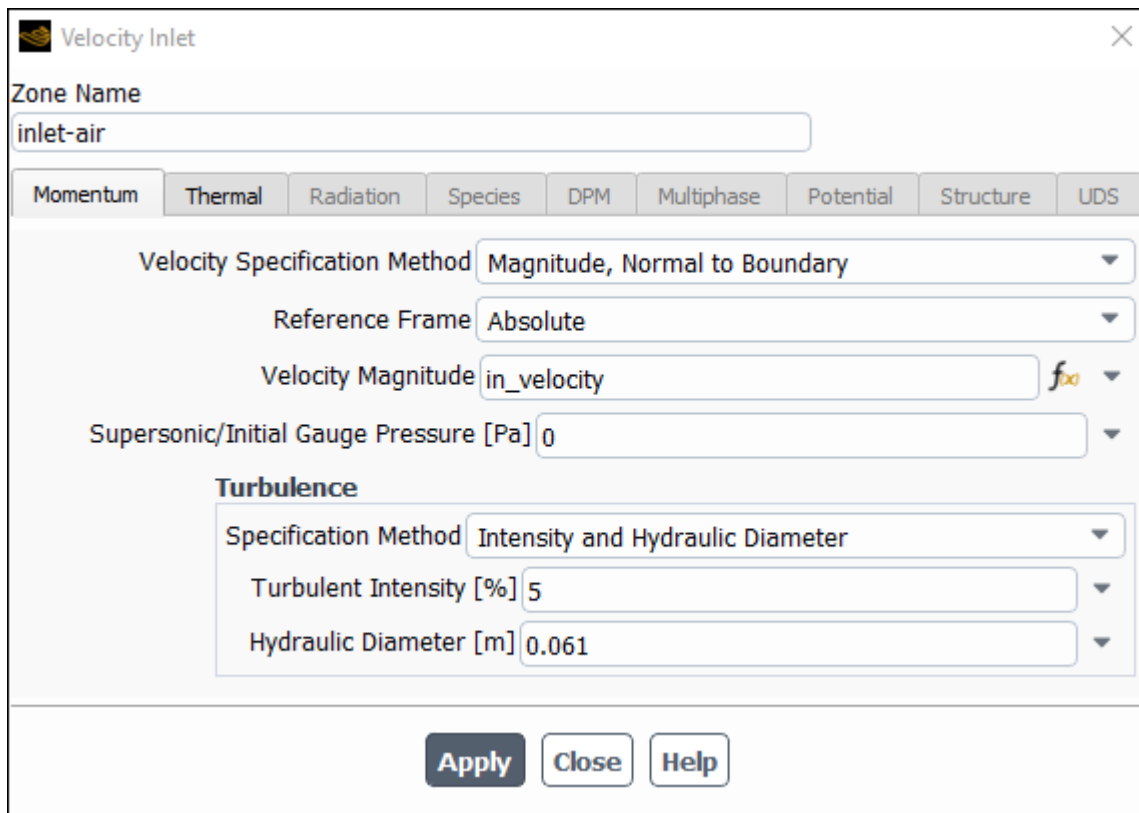 Velocity Inlet
Zone Name
inlet-air
Momentum Thermal Radiation Species DPM Multiphase Potential Structure UDS
Velocity Specification Method Magnitude, Normal to Boundary
Reference Frame Absolute
Velocity Magnitude in_velocity f(x)
Supersonic/Initial Gauge Pressure [Pa] 0
Turbulence
Specification Method Intensity and Hydraulic Diameter
Turbulent Intensity [%] 5
Hydraulic Diameter [m] 0.061
Apply Close Help